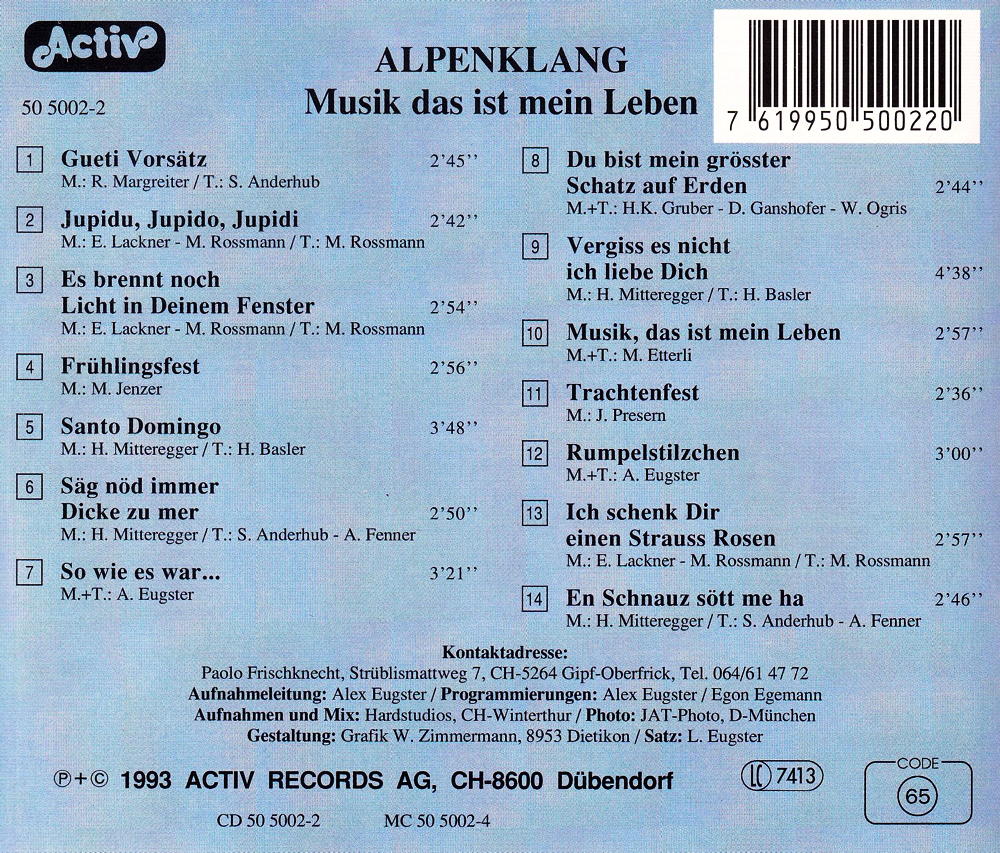 Activ
ALPENKLANG
Musik das ist mein Leben
50 5002-2
7 619950 500220
1 Gueti Vorsätz 2'45''
M.: R. Margreiter / T.: S. Anderhub
2 Jupidu, Jupido, Jupidi 2'42''
M.: E. Lackner - M. Rossmann / T.: M. Rossmann
3 Es brennt noch
Licht in Deinem Fenster 2'54''
M.: E. Lackner - M. Rossmann / T.: M. Rossmann
4 Frühlingsfest 2'56''
M.: M. Jenzer
5 Santo Domingo 3'48''
M.: H. Mitteregger / T.: H. Basler
6 Säg nöd immer
Dicke zu mer 2'50''
M.: H. Mitteregger / T.: S. Anderhub - A. Fenner
7 So wie es war... 3'21''
M.+T.: A. Eugster
8 Du bist mein grösster
Schatz auf Erden 2'44''
M.+T.: H.K. Gruber - D. Ganshofer - W. Ogris
9 Vergiss es nicht
ich liebe Dich 4'38''
M.: H. Mitteregger / T.: H. Basler
10 Musik, das ist mein Leben 2'57''
M.+T.: M. Etterli
11 Trachtenfest 2'36''
M.: J. Presern
12 Rumpelstilzchen 3'00''
M.+T.: A. Eugster
13 Ich schenk Dir
einen Strauss Rosen 2'57''
M.: E. Lackner - M. Rossmann / T.: M. Rossmann
14 En Schnauz sött me ha 2'46''
M.: H. Mitteregger / T.: S. Anderhub - A. Fenner
Kontaktadresse:
Paolo Frischknecht, Strüblismattweg 7, CH-5264 Gipf-Oberfrick, Tel. 064/61 47 72
Aufnahmeleitung: Alex Eugster / Programmierungen: Alex Eugster / Egon Egemann
Aufnahmen und Mix: Hardstudios, CH-Winterthur / Photo: JAT-Photo, D-München
Gestaltung: Grafik W. Zimmermann, 8953 Dietikon / Satz: L. Eugster
℗+© 1993 ACTIV RECORDS AG, CH-8600 Dübendorf
LC 7413
CODE
65
CD 50 5002-2 MC 50 5002-4